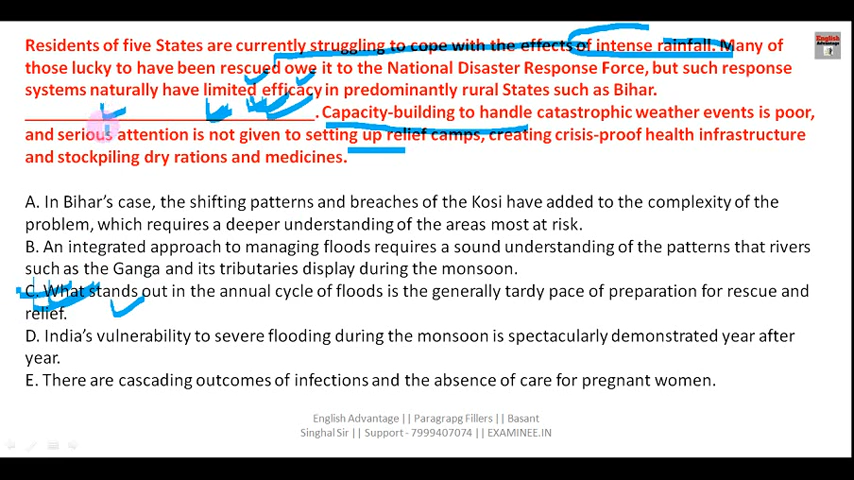 English
Advantage
Residents of five States are currently struggling to cope with the effects of intense rainfall. Many of
those lucky to have been rescued owe it to the National Disaster Response Force, but such response
systems naturally have limited efficacy in predominantly rural States such as Bihar.
______________________________. Capacity-building to handle catastrophic weather events is poor,
and serious attention is not given to setting up relief camps, creating crisis-proof health infrastructure
and stockpiling dry rations and medicines.
A. In Bihar’s case, the shifting patterns and breaches of the Kosi have added to the complexity of the
problem, which requires a deeper understanding of the areas most at risk.
B. An integrated approach to managing floods requires a sound understanding of the patterns that rivers
such as the Ganga and its tributaries display during the monsoon.
C. What stands out in the annual cycle of floods is the generally tardy pace of preparation for rescue and
relief.
D. India’s vulnerability to severe flooding during the monsoon is spectacularly demonstrated year after
year.
E. There are cascading outcomes of infections and the absence of care for pregnant women.
English Advantage || Paragrapg Fillers || Basant
Singhal Sir || Support - 7999407074 || EXAMINEE.IN